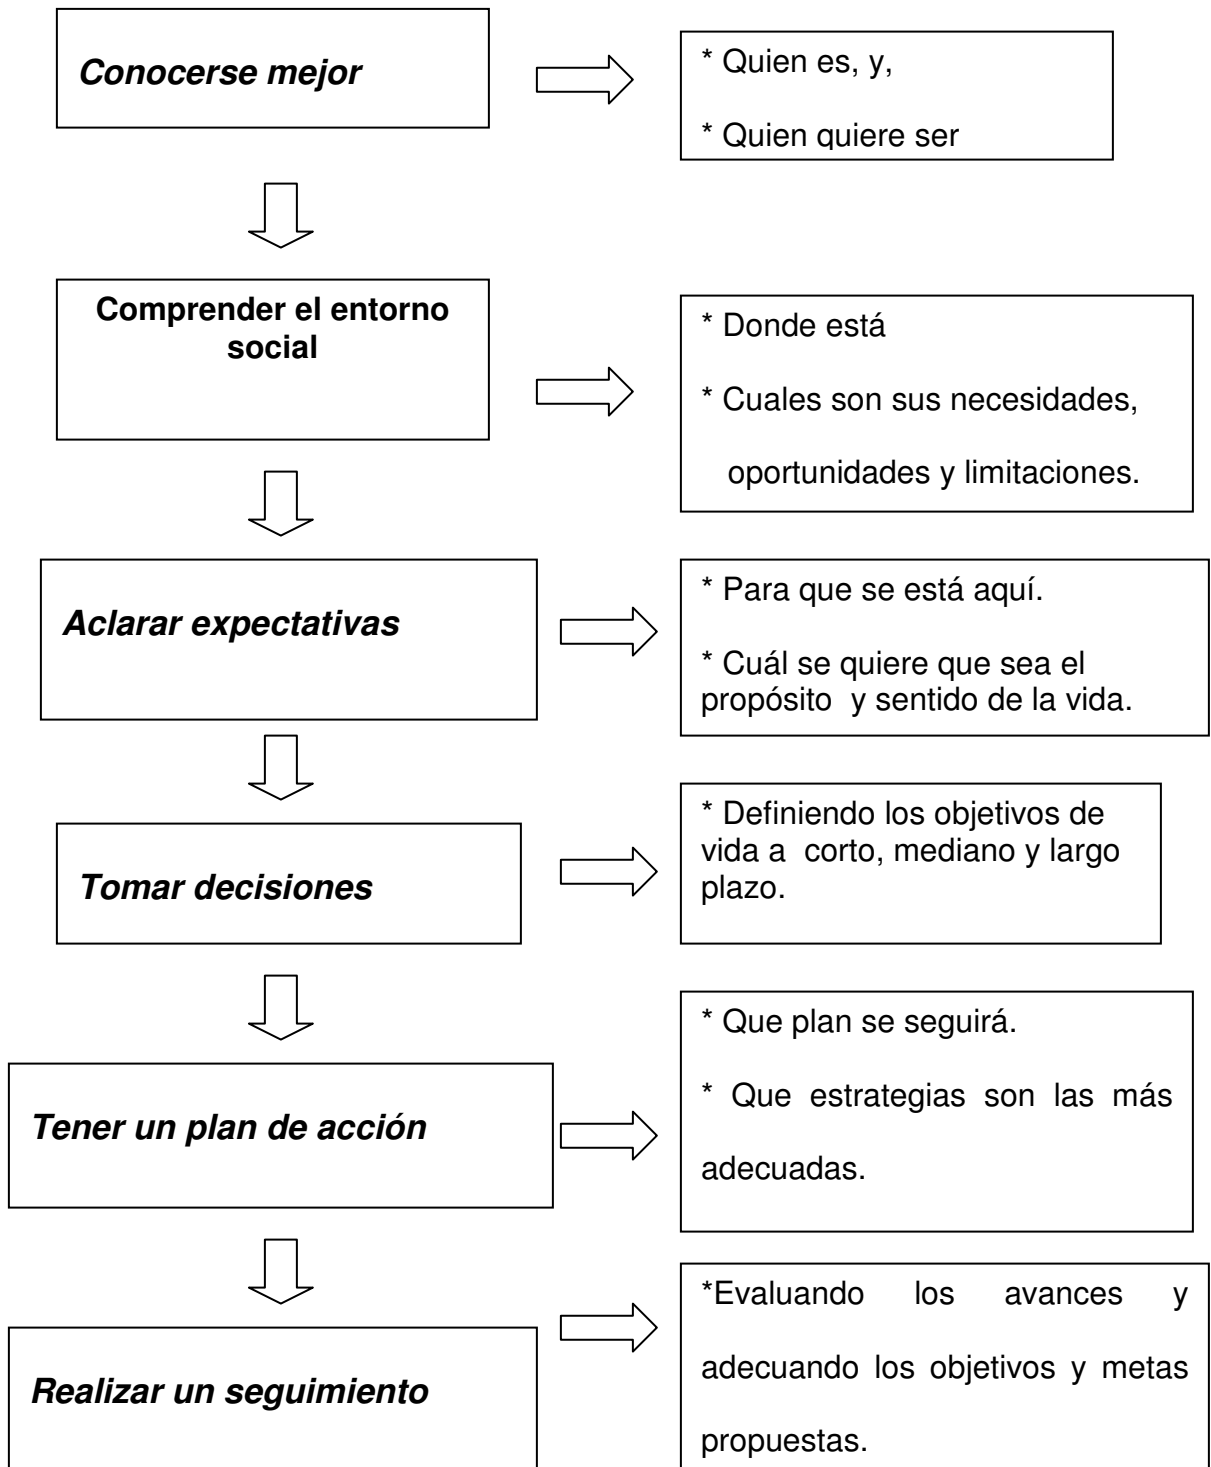 Conocerse mejor
* Quien es, y,
* Quien quiere ser
Comprender el entorno
social
* Donde está
* Cuales son sus necesidades,
oportunidades y limitaciones.
Aclarar expectativas
* Para que se está aquí.
* Cuál se quiere que sea el
propósito y sentido de la vida.
Tomar decisiones
* Definiendo los objetivos de
vida a corto, mediano y largo
plazo.
Tener un plan de acción
* Que plan se seguirá.
* Que estrategias son las más
adecuadas.
Realizar un seguimiento
*Evaluando los avances y
adecuando los objetivos y metas
propuestas.